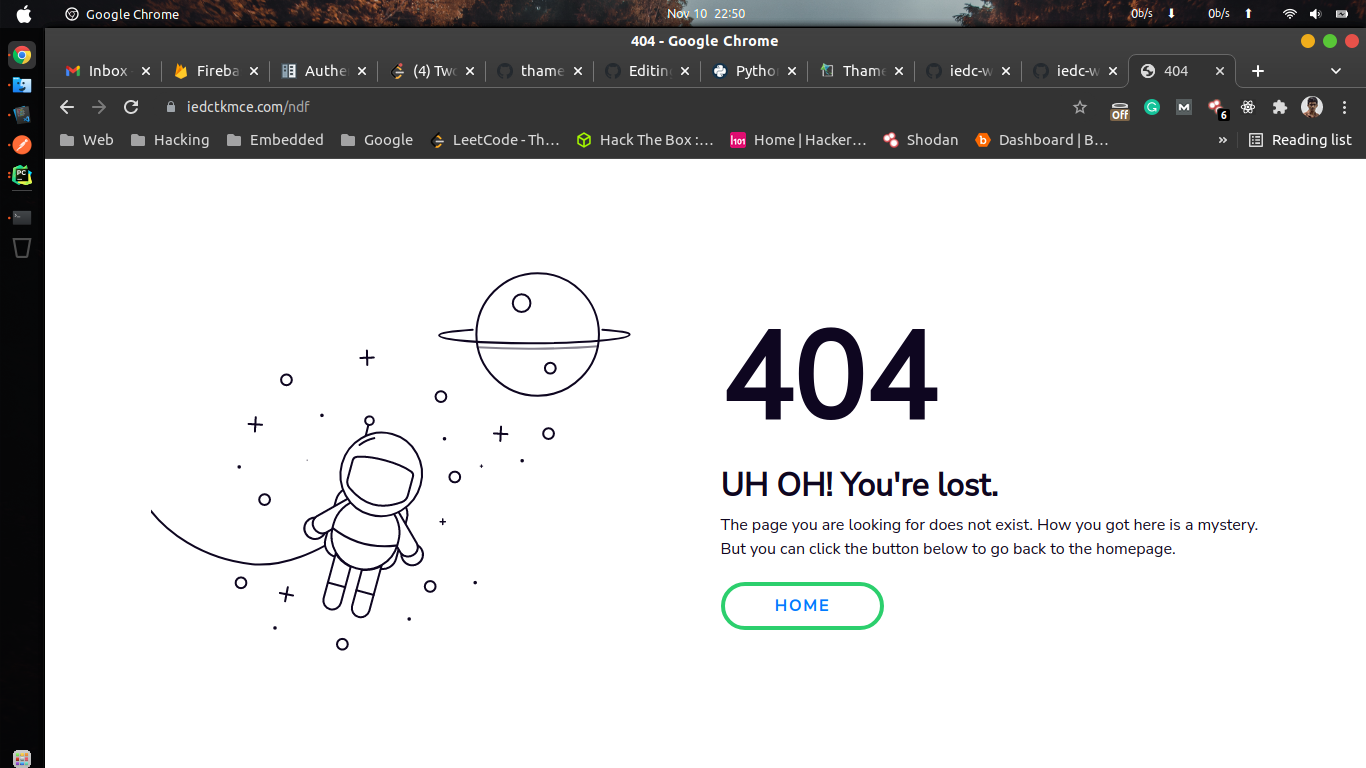 Google Chrome
Nov 10 22:50
0b/s 0b/s
404 - Google Chrome
Inbox
Fireba
Authe
(4) Two
thame
Editin
Pytho
Tham
iedc-w
iedc-w
404
iedctkmce.com/ndf
Off
M
6
Web
Hacking
Embedded
Google
LeetCode - Th...
Hack The Box :...
h101
Home | Hacker...
Shodan
b
Dashboard | B...
»
Reading list
PC
404
UH OH! You're lost.
The page you are looking for does not exist. How you got here is a mystery.
But you can click the button below to go back to the homepage.
HOME